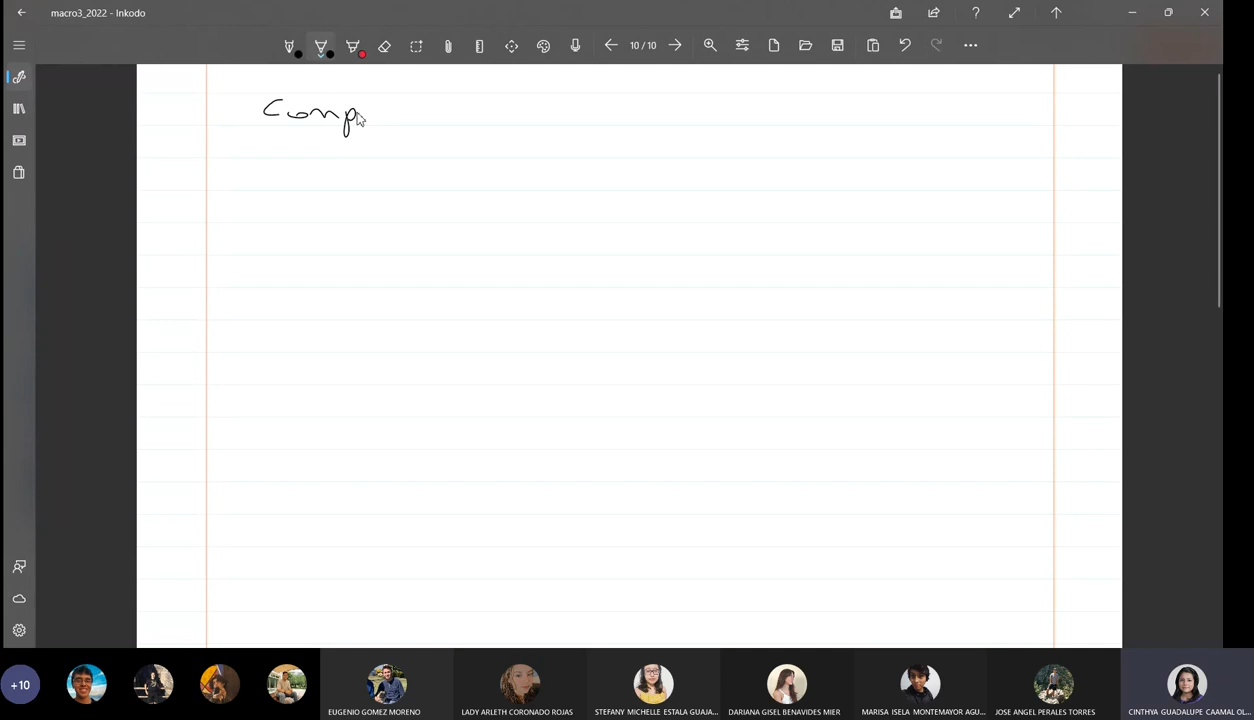 macro3_2022 - Inkodo
10 / 10
Comp
+10
EUGENIO GOMEZ MORENO
LADY ARLETH CORONADO ROJAS
STEFANY MICHELLE ESTALA GUAJA...
DARIANA GISEL BENAVIDES MIER
MARISA ISELA MONTEMAYOR AGU...
JOSE ANGEL PERALES TORRES
CINTHYA GUADALUPE CAAMAL OL...